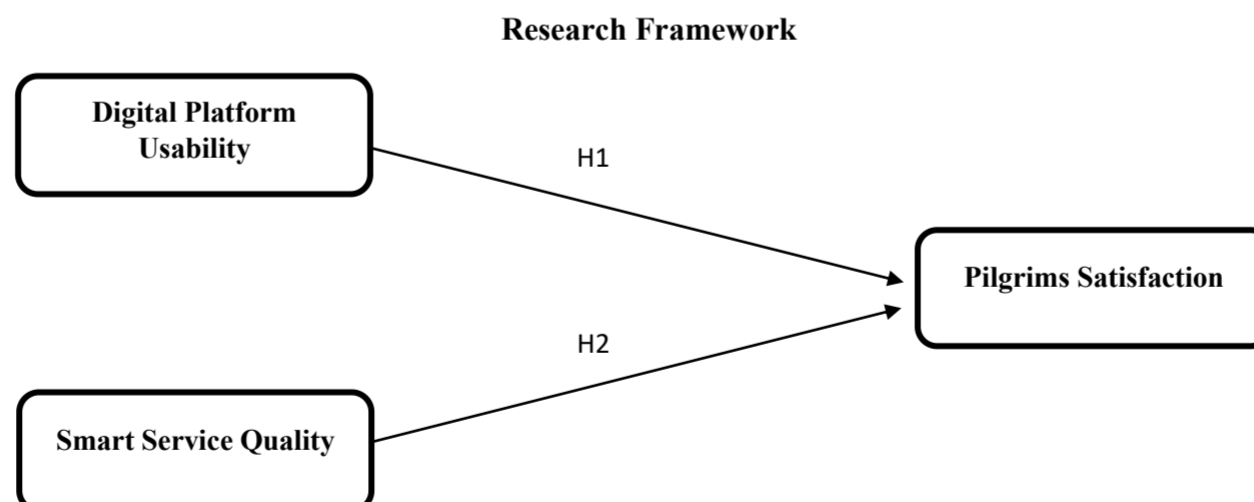 Research Framework
Digital Platform
Usability
H1
Pilgrims Satisfaction
H2
Smart Service Quality